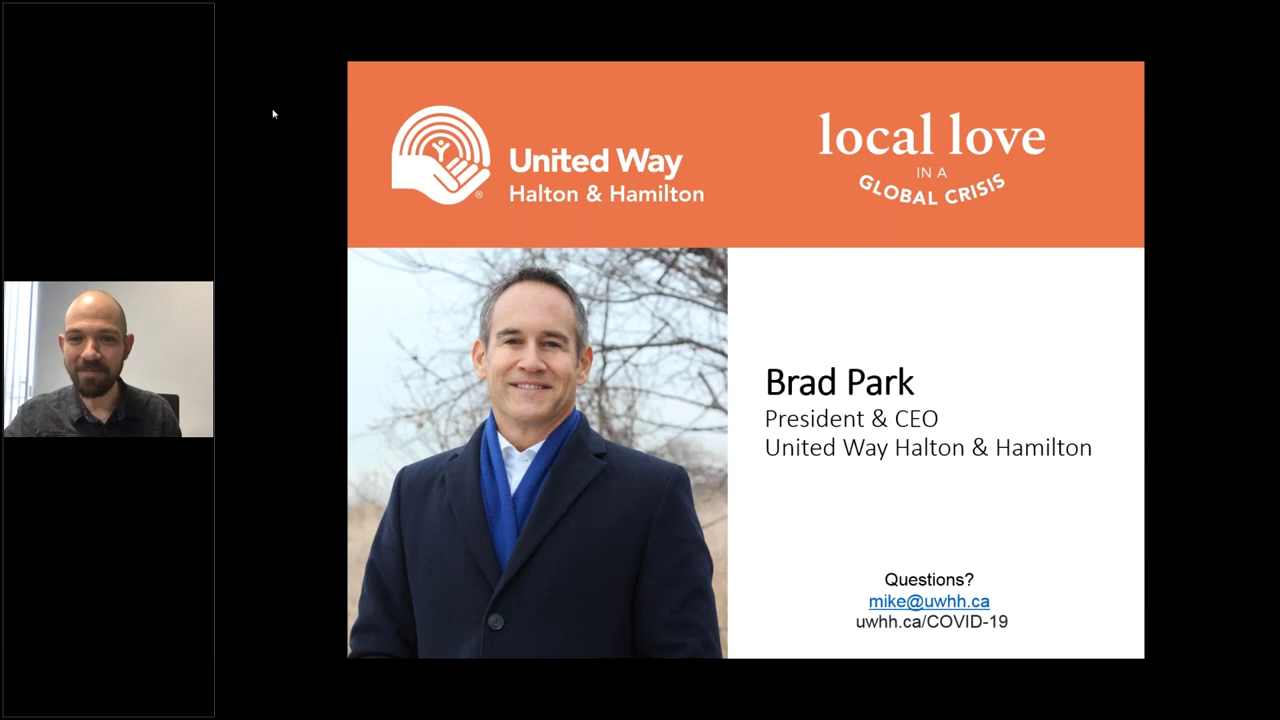 United Way
Halton & Hamilton
®
local love
IN A
GLOBAL CRISIS
Brad Park
President & CEO
United Way Halton & Hamilton
Questions?
mike@uwhh.ca
uwhh.ca/COVID-19